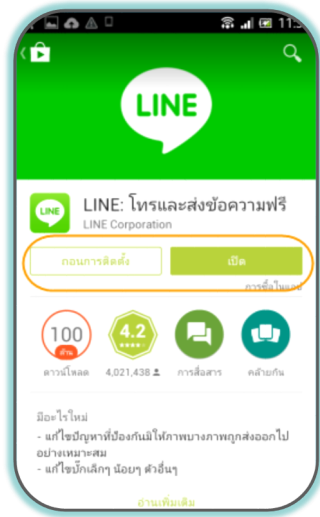 11:5
LINE
LINE
LINE: โทรและส่งข้อความฟรี
LINE Corporation
ถอนการติดตั้ง
เปิด
การซื้อในแอป
100
ล้าน
4.2
ดาวน์โหลด
4,021,438
การสื่อสาร
คล้ายกัน
มีอะไรใหม่
- แก้ไขปัญหาที่ป้องกันมิให้ภาพบางภาพถูกส่งออกไป
อย่างเหมาะสม
- แก้ไขบั๊กเล็กๆ น้อยๆ ตัวอื่นๆ
อ่านเพิ่มเติม